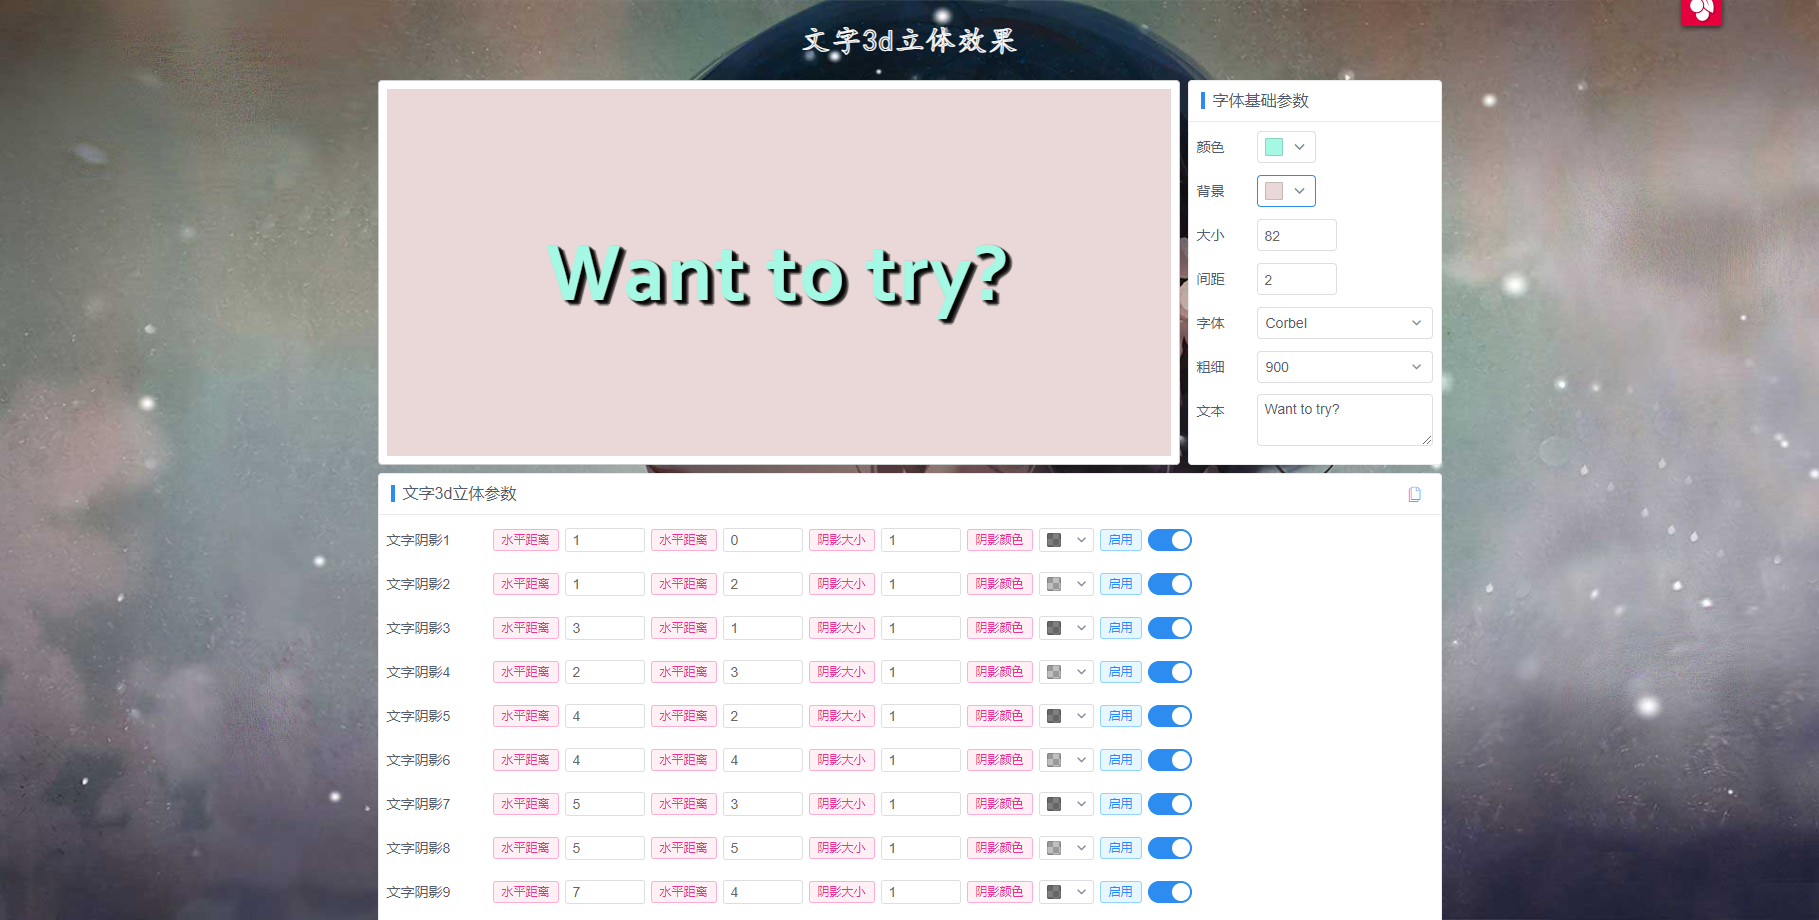 文字3d立体效果
Want to try?
字体基础参数
颜色
背景
大小 82
间距 2
字体 Corbel
粗细 900
文本 Want to try?
文字3d立体参数
文字阴影1 水平距离 1 水平距离 0 阴影大小 1 阴影颜色 启用
文字阴影2 水平距离 1 水平距离 2 阴影大小 1 阴影颜色 启用
文字阴影3 水平距离 3 水平距离 1 阴影大小 1 阴影颜色 启用
文字阴影4 水平距离 2 水平距离 3 阴影大小 1 阴影颜色 启用
文字阴影5 水平距离 4 水平距离 2 阴影大小 1 阴影颜色 启用
文字阴影6 水平距离 4 水平距离 4 阴影大小 1 阴影颜色 启用
文字阴影7 水平距离 5 水平距离 3 阴影大小 1 阴影颜色 启用
文字阴影8 水平距离 5 水平距离 5 阴影大小 1 阴影颜色 启用
文字阴影9 水平距离 7 水平距离 4 阴影大小 1 阴影颜色 启用